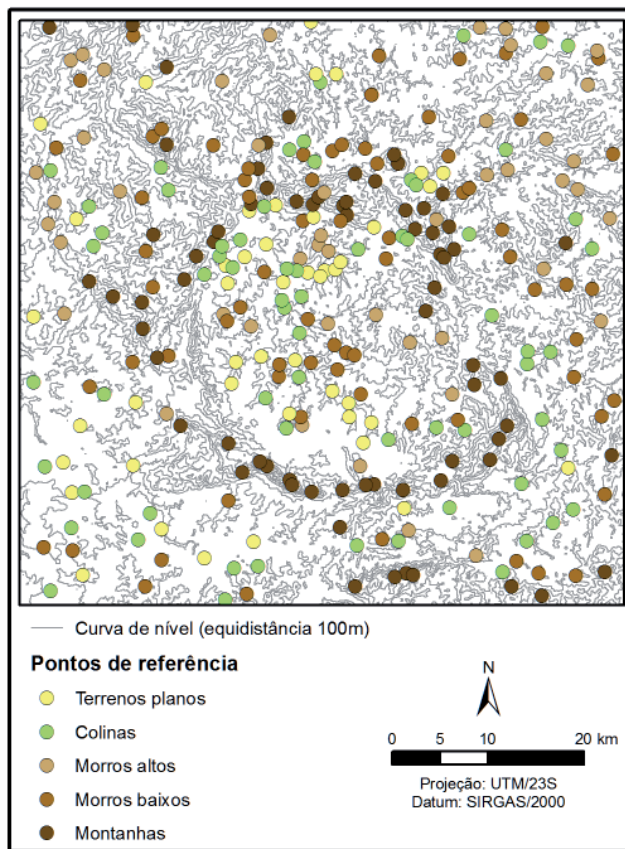 Curva de nível (equidistância 100m)
Pontos de referência
Terrenos planos
Colinas
Morros altos
Morros baixos
Montanhas
N
0 5 10 20 km
Projeção: UTM/23S
Datum: SIRGAS/2000